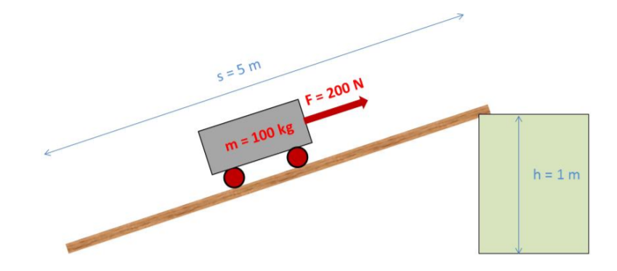 s = 5 m
F = 200 N
m = 100 kg
h = 1 m